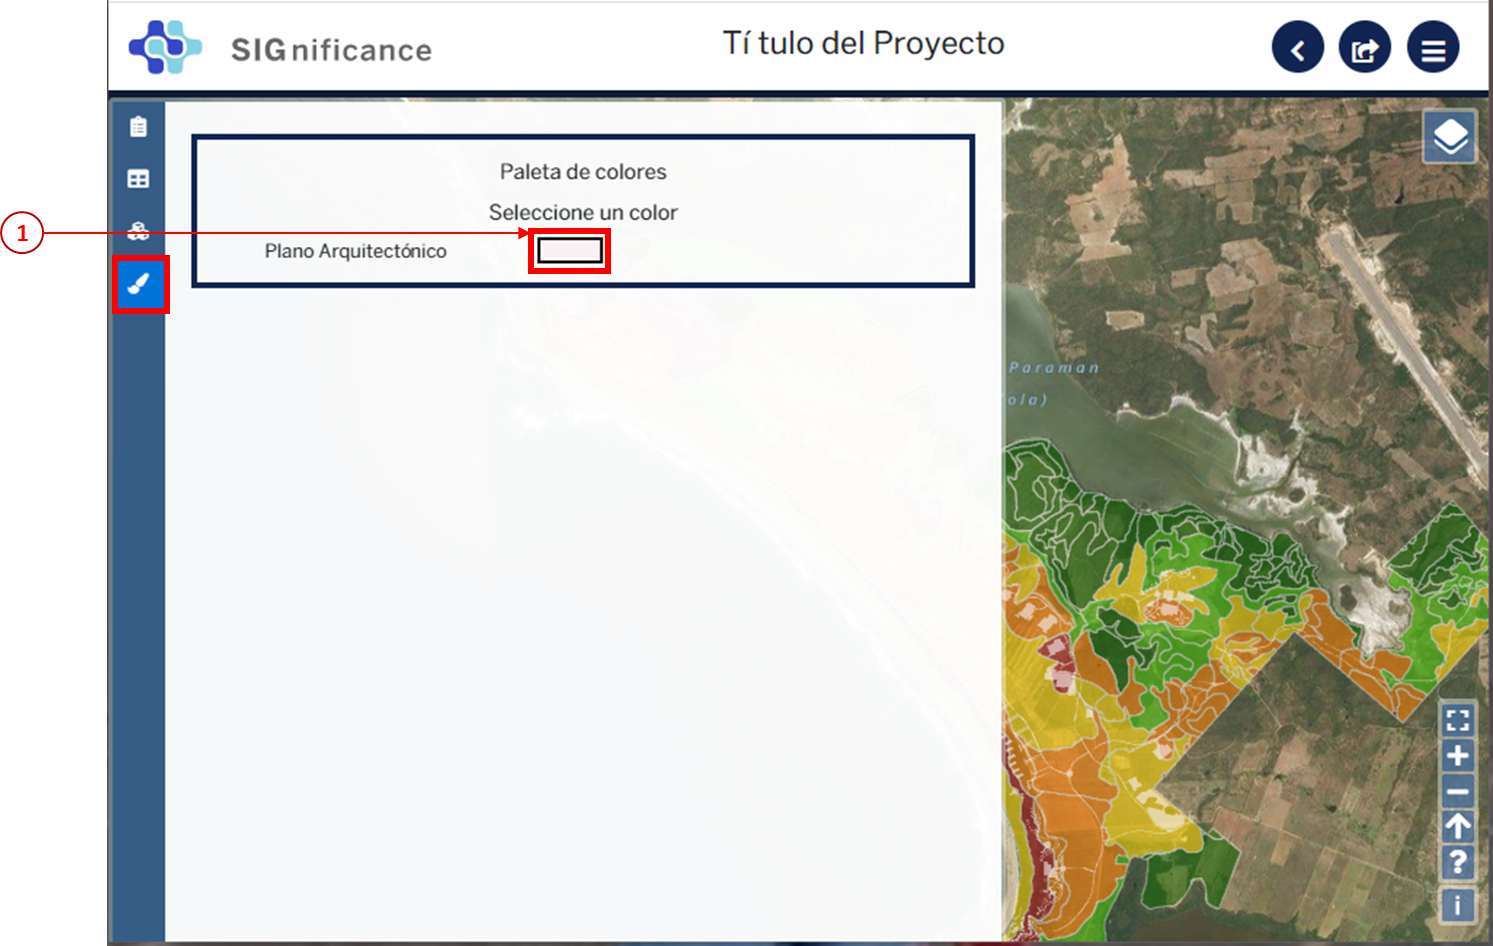 SIGnificance
Tí tulo del Proyecto
Paleta de colores
Seleccione un color
1
Plano Arquitectónico
Paraman
ola)
?
i